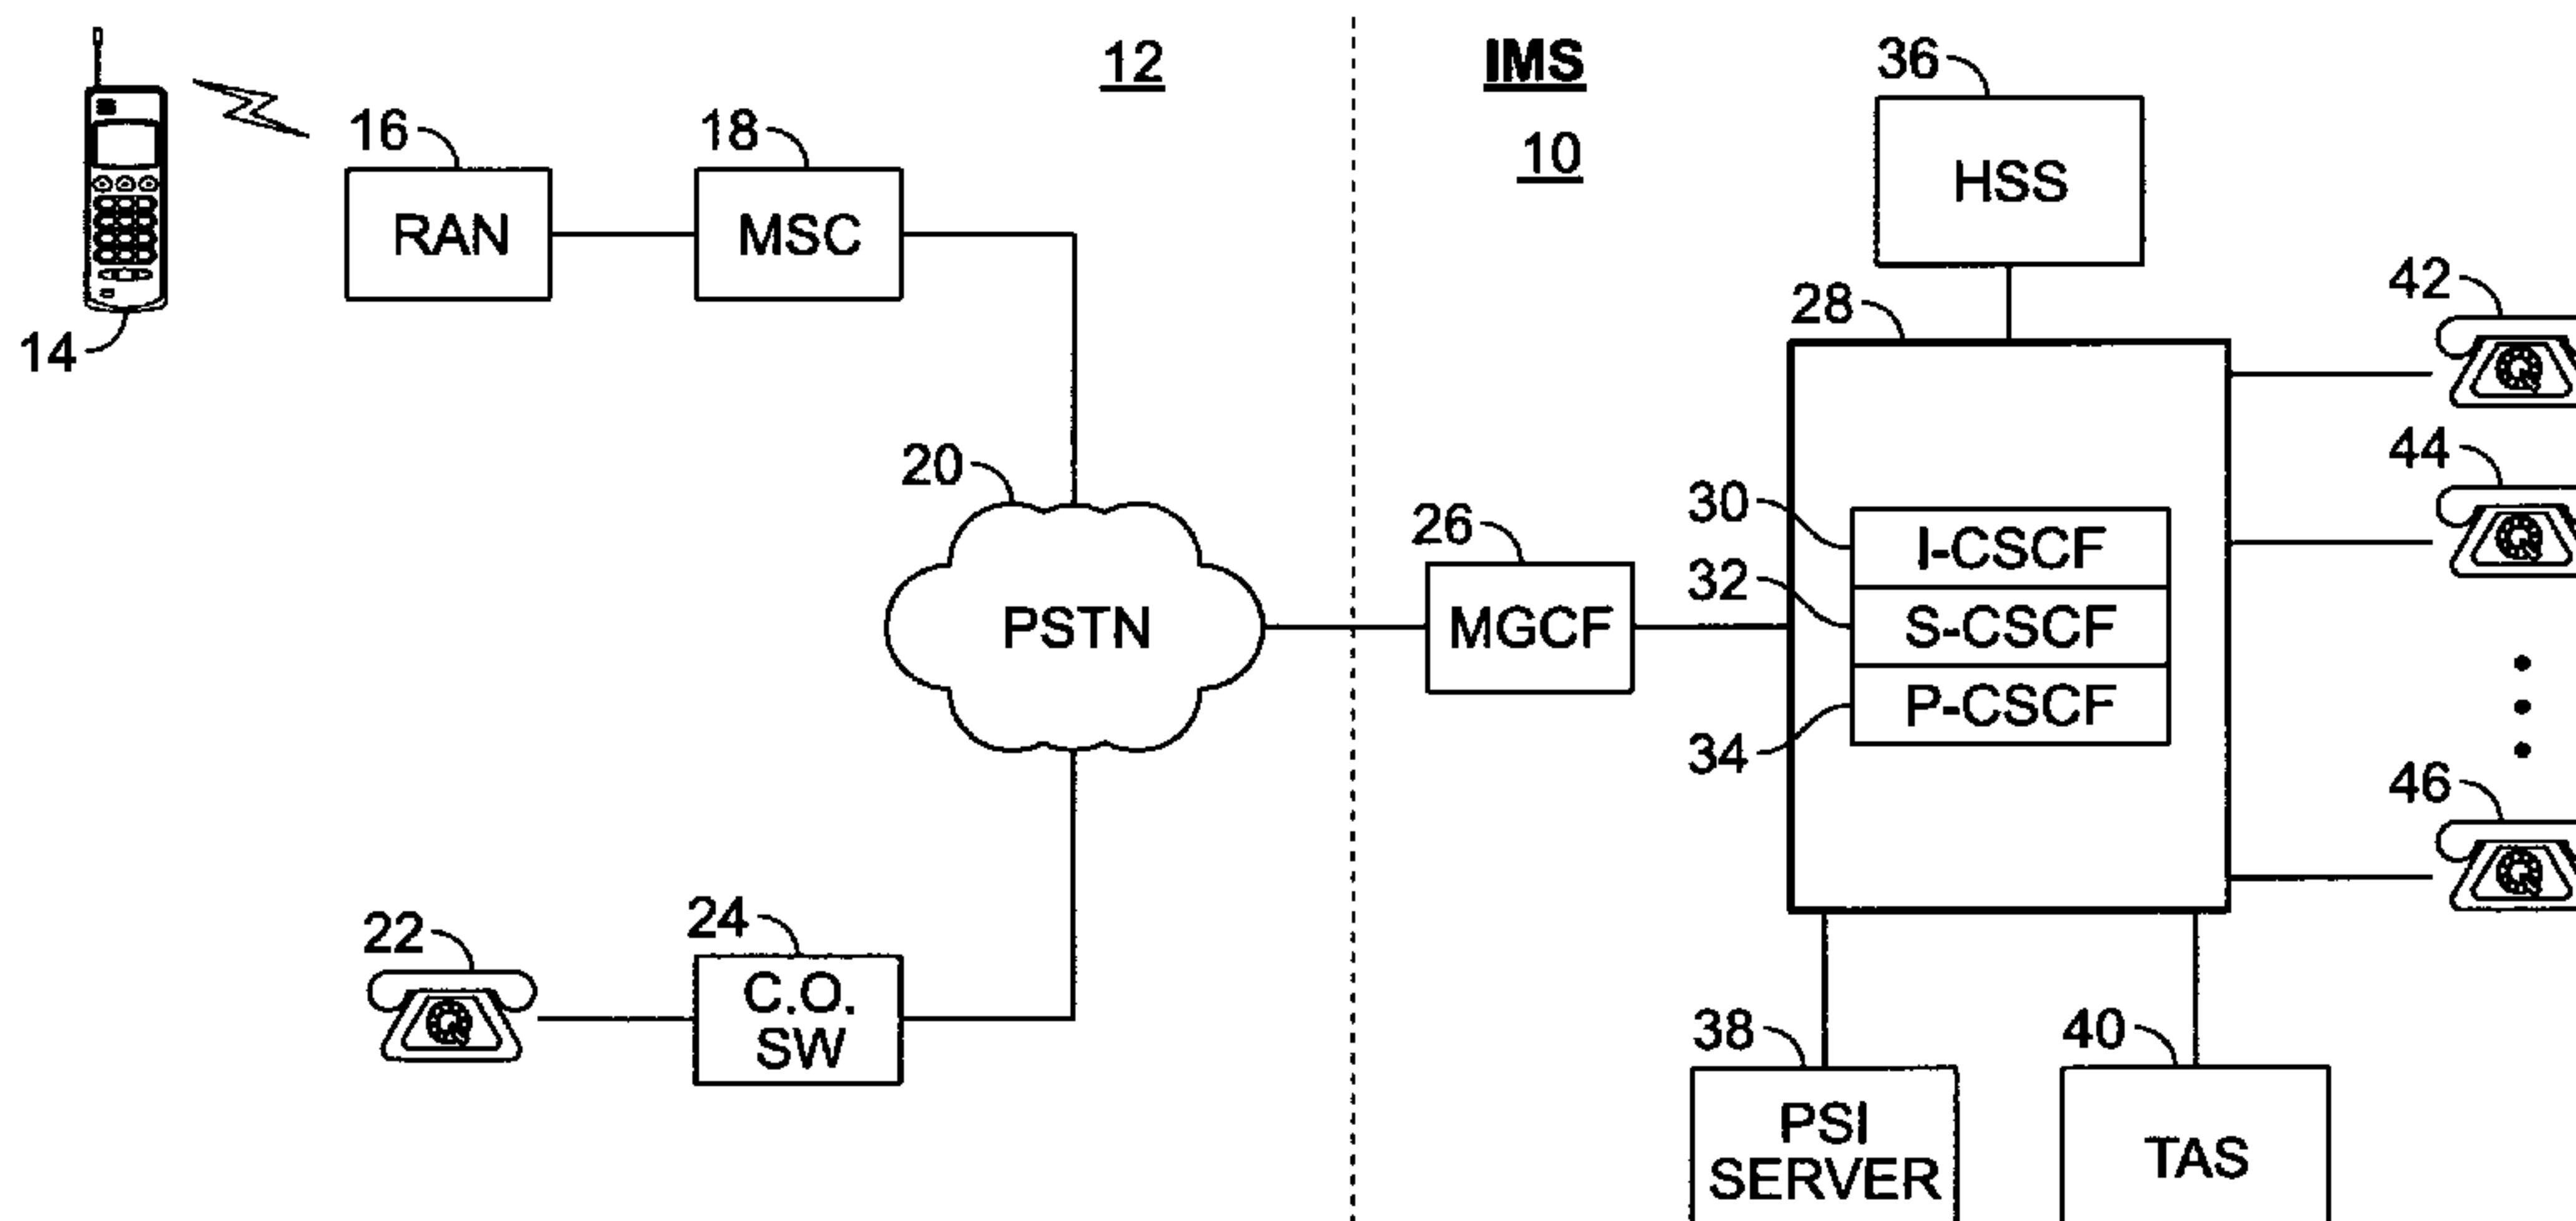 12
IMS
10
14
16
RAN
18
MSC
20
PSTN
22
24
C.O.
SW
26
MGCF
36
HSS
28
30
I-CSCF
32
S-CSCF
34
P-CSCF
42
44
46
38
PSI
SERVER
40
TAS